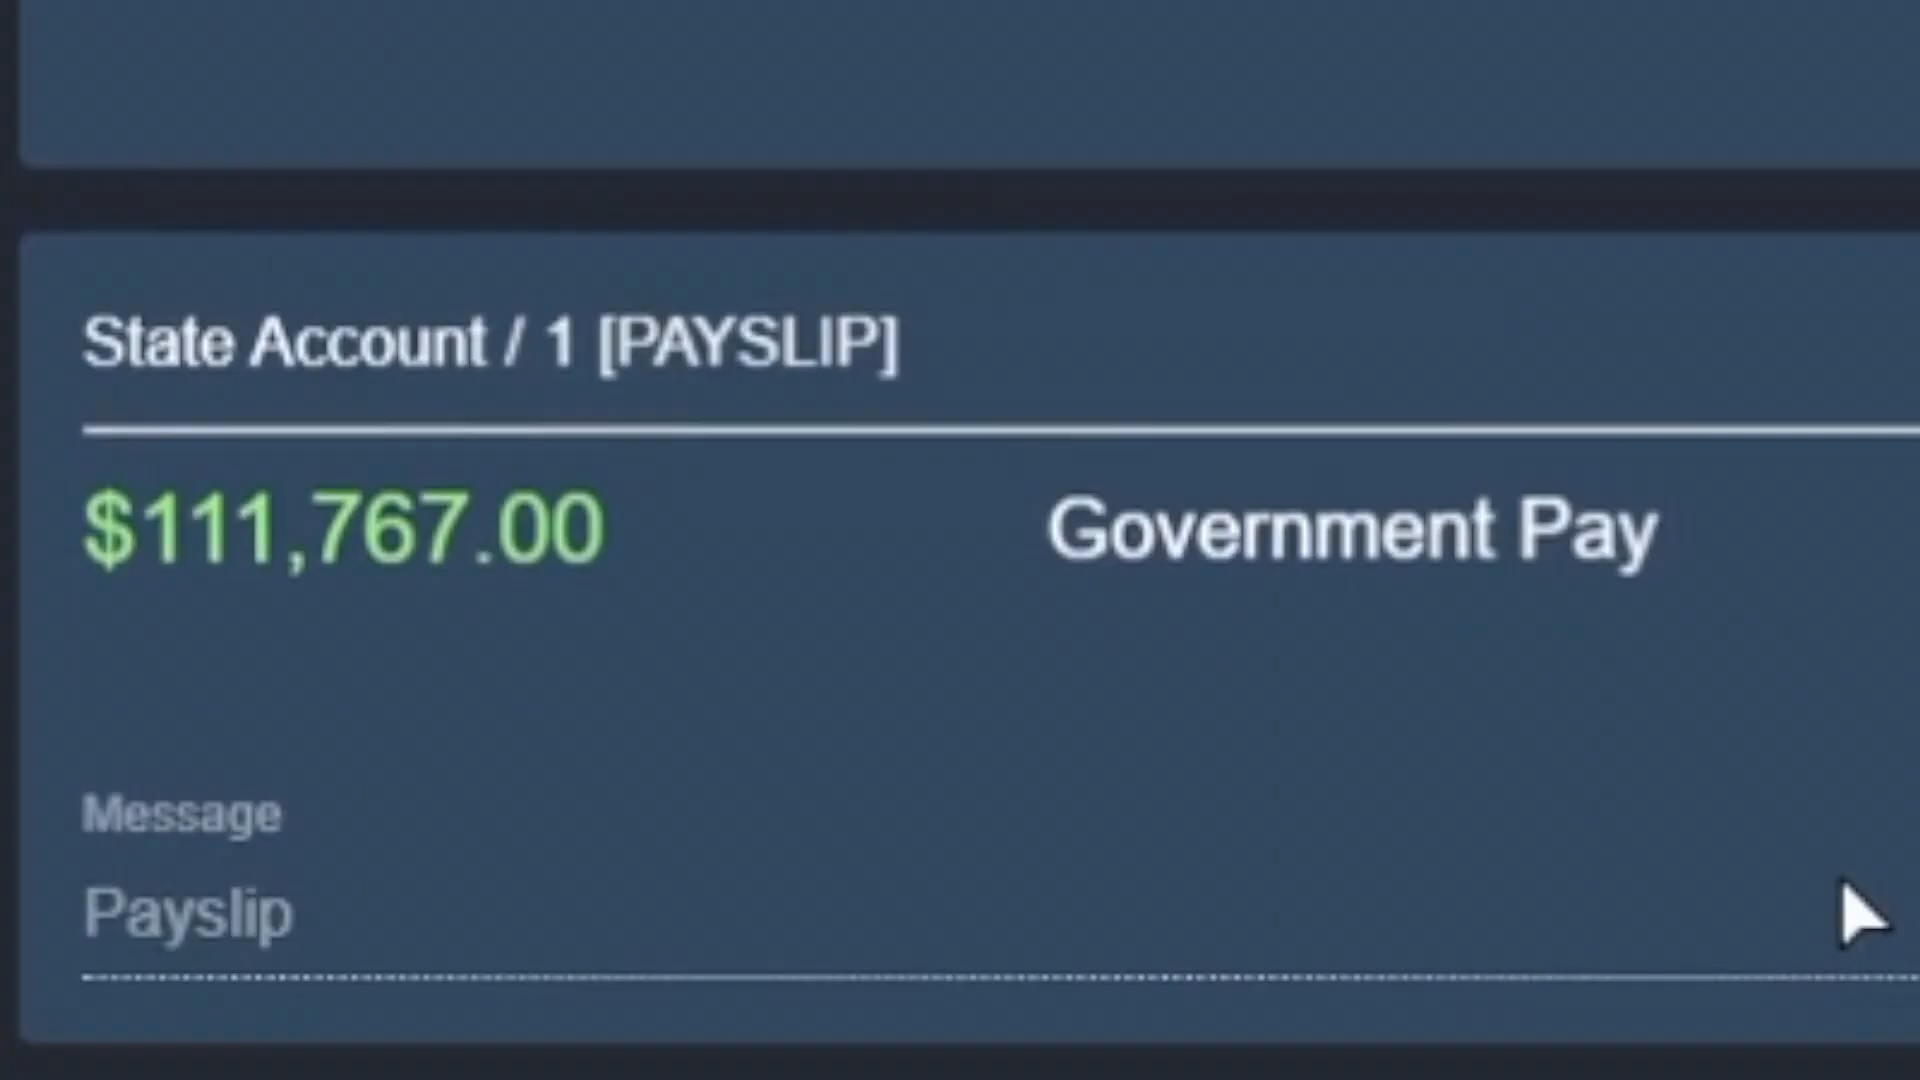 State Account / 1 [PAYSLIP]
$111,767.00 Government Pay
Message
Payslip